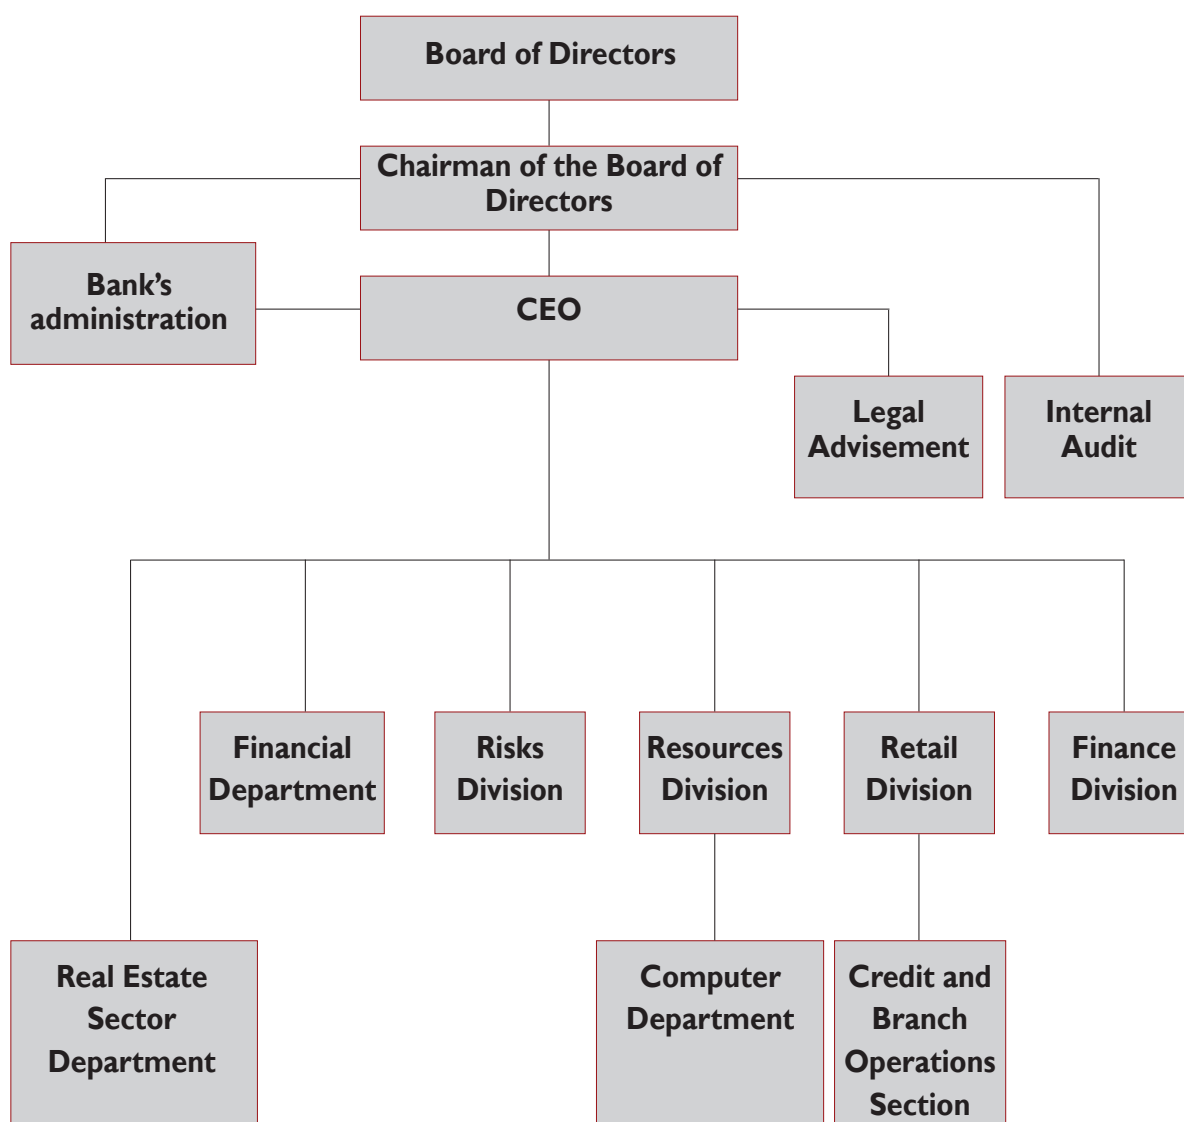 Board of Directors
Chairman of the Board of
Directors
Bank’s
administration
CEO
Legal
Advisement
Internal
Audit
Financial
Department
Risks
Division
Resources
Division
Retail
Division
Finance
Division
Real Estate
Sector
Department
Computer
Department
Credit and
Branch
Operations
Section